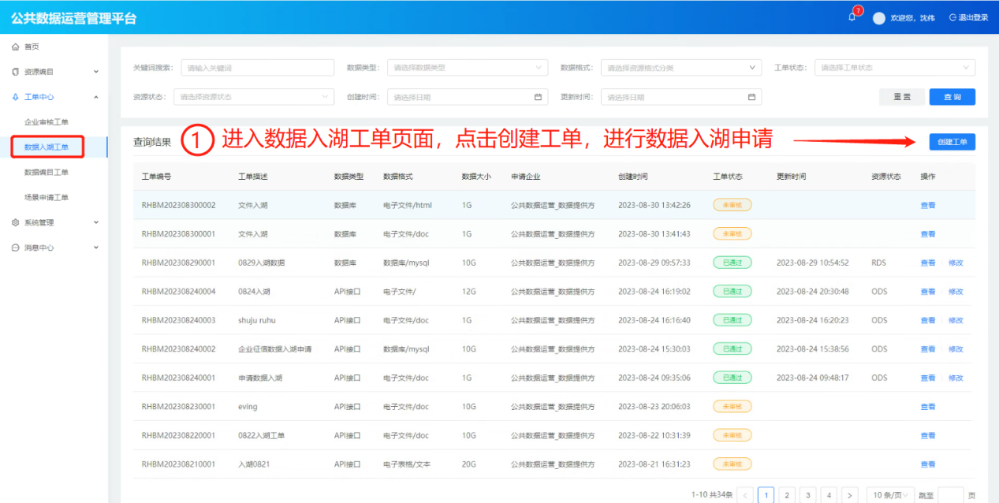 公共数据运营管理平台
7
欢迎您，沈伟 退出登录
首页
资源编目
工单中心
企业审核工单
数据入湖工单
数据编目工单
场景申请工单
系统管理
消息中心
关键词搜索： 请输入关键词 数据类型： 请选择数据类型 数据格式： 请选择资源格式分类 工单状态： 请选择工单状态
资源状态： 请选择资源状态 创建时间： 请选择日期 更新时间： 请选择日期 重置 查询
查询结果 ① 进入数据入湖工单页面，点击创建工单，进行数据入湖申请 创建工单
工单编号 工单描述 数据类型 数据格式 数据大小 申请企业 创建时间 工单状态 更新时间 资源状态 操作
RHBM202308300002 文件入湖 数据库 电子文件/html 1G 公共数据运营_数据提供方 2023-08-30 13:42:26 未审核 查看
RHBM202308300001 文件入湖 数据库 电子文件/doc 1G 公共数据运营_数据提供方 2023-08-30 13:41:43 未审核 查看
RHBM202308290001 0829入湖数据 数据库 数据库/mysql 10G 公共数据运营_数据提供方 2023-08-29 09:57:33 已通过 2023-08-29 10:54:52 RDS 查看 修改
RHBM202308240004 0824入湖 API接口 电子文件/ 12G 公共数据运营_数据提供方 2023-08-24 16:19:02 已通过 2023-08-24 20:30:48 ODS 查看 修改
RHBM202308240003 shuju ruhu API接口 电子文件/doc 1G 公共数据运营_数据提供方 2023-08-24 16:16:40 已通过 2023-08-24 16:20:23 ODS 查看 修改
RHBM202308240002 企业征信数据入湖申请 API接口 数据库/mysql 10G 公共数据运营_数据提供方 2023-08-24 15:30:03 已通过 2023-08-24 15:38:56 ODS 查看 修改
RHBM202308240001 申请数据入湖 API接口 电子文件/doc 1G 公共数据运营_数据提供方 2023-08-24 09:35:06 已通过 2023-08-24 09:48:17 ODS 查看 修改
RHBM202308230001 eving API接口 电子文件/doc 10G 公共数据运营_数据提供方 2023-08-23 20:06:03 未审核 查看
RHBM202308220001 0822入湖工单 API接口 电子文件/doc 10G 公共数据运营_数据提供方 2023-08-22 10:31:39 未审核 查看
RHBM202308210001 入湖0821 API接口 电子表格/文本 20G 公共数据运营_数据提供方 2023-08-21 16:31:23 未审核 查看
1-10 共34条 < 1 2 3 4 > 10 条/页 跳至 页